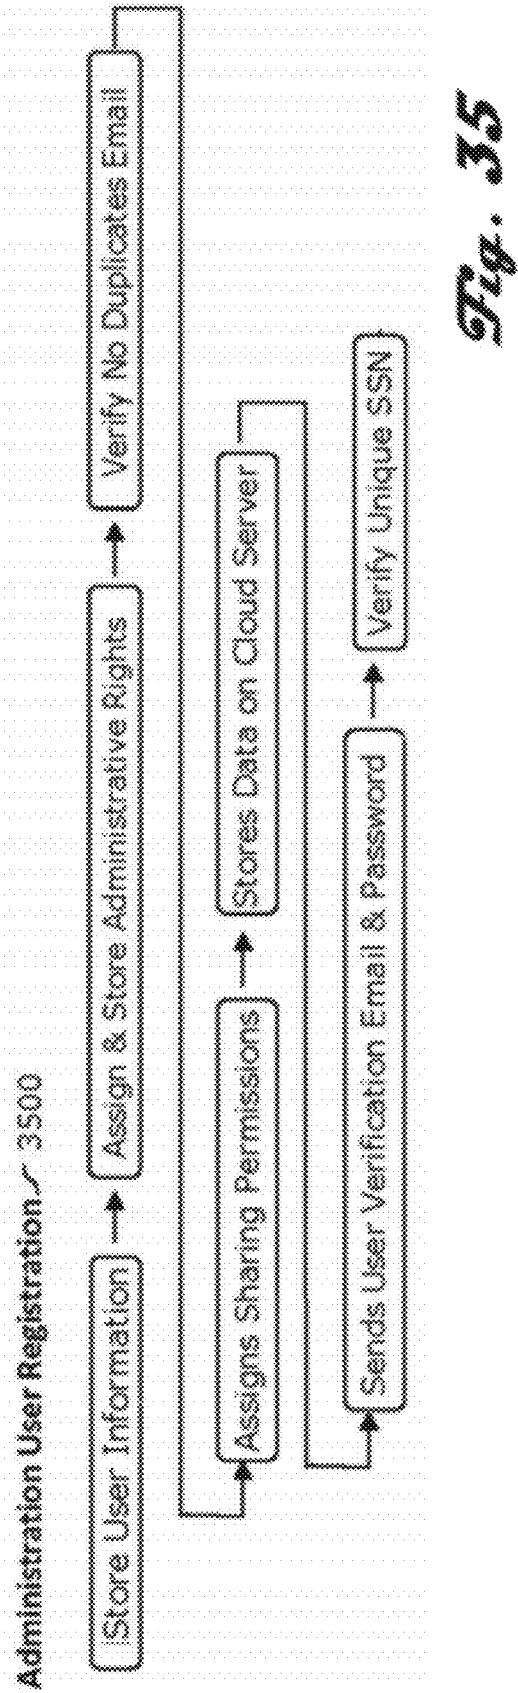 Administration User Registration 3500
iStore User Information
Assign & Store Administrative Rights
Verify No Duplicates Email
Assigns Sharing Permissions
Stores Data on Cloud Server
Sends User Verification Email & Password
Verify Unique SSN
Fig. 35